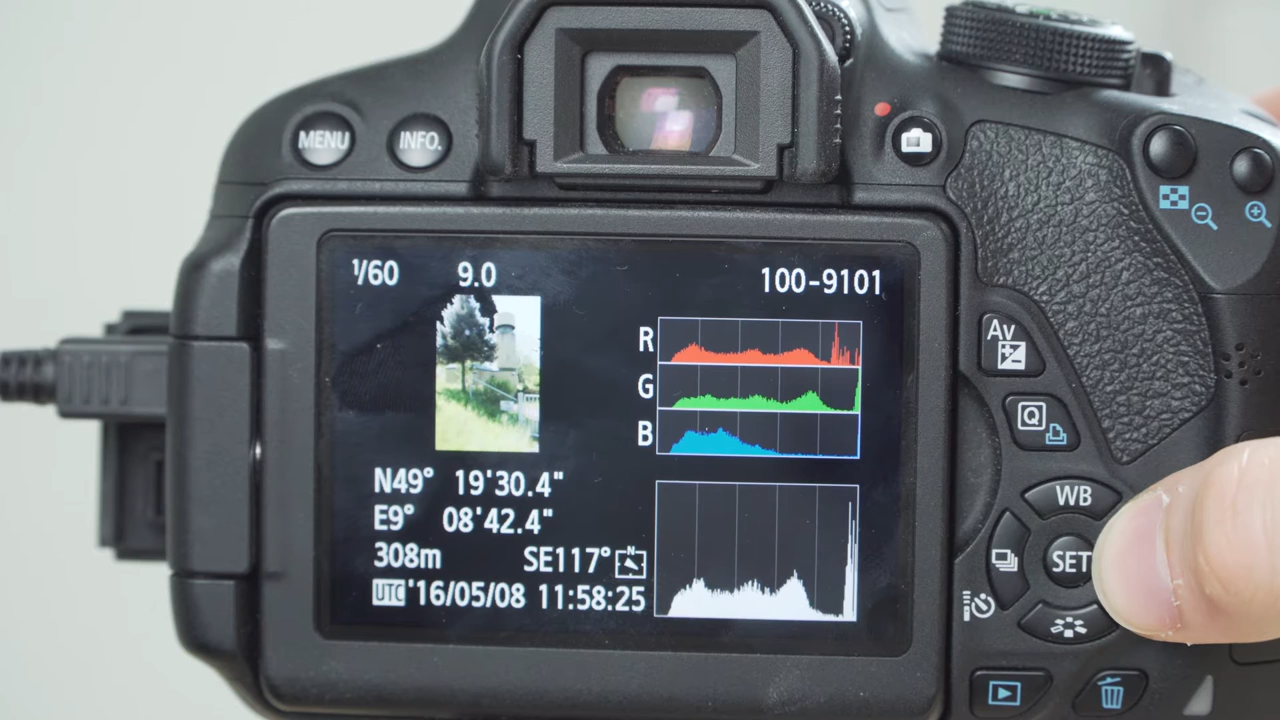 MENU INFO.
1/60 9.0 100-9101
R
G
B
N49° 19'30.4"
E9° 08'42.4"
308m SE117° N
UTC '16/05/08 11:58:25
Av
Q
WB
SET